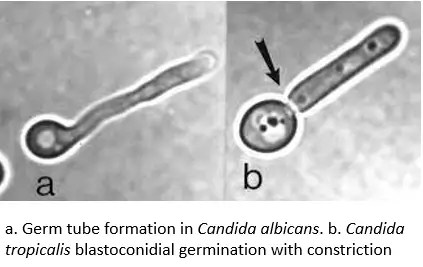 a
b
a. Germ tube formation in Candida albicans. b. Candida
tropicalis blastoconidial germination with constriction